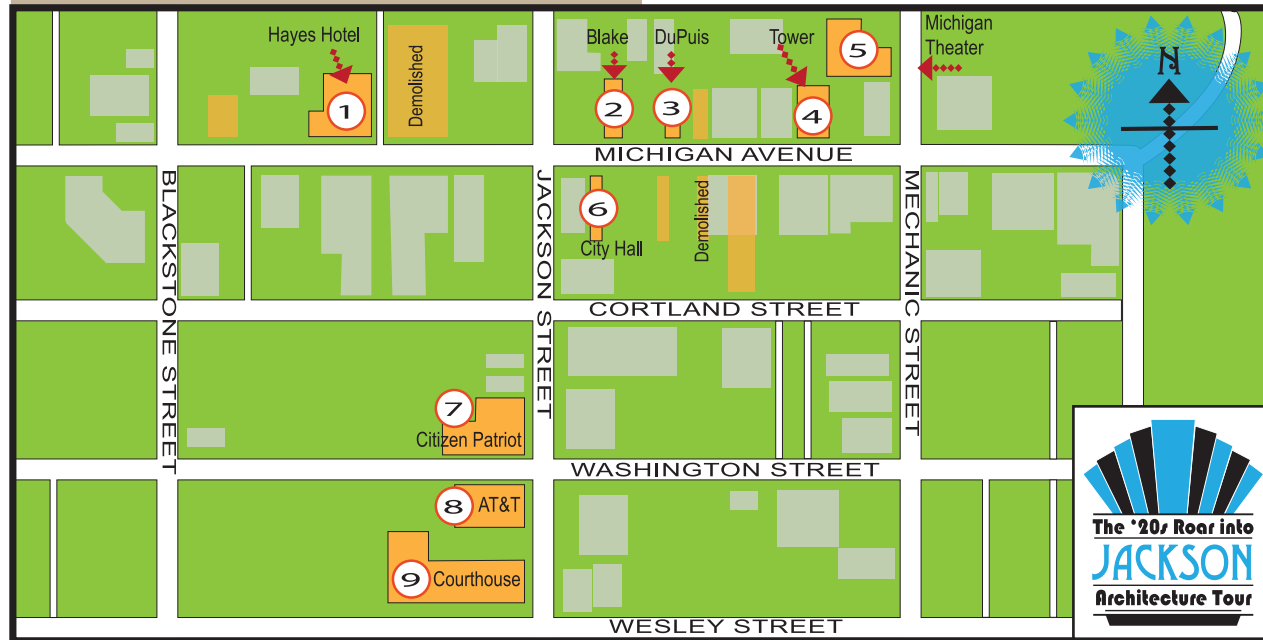 Hayes Hotel
1
Demolished
Blake
2
DuPuis
3
Tower
4
5
Michigan
Theater
N
MICHIGAN AVENUE
BLACKSTONE STREET
JACKSON STREET
MECHANIC STREET
6
City Hall
Demolished
CORTLAND STREET
7
Citizen Patriot
WASHINGTON STREET
8
AT&T
9
Courthouse
WESLEY STREET
The '20s Roar into
JACKSON
Architecture Tour